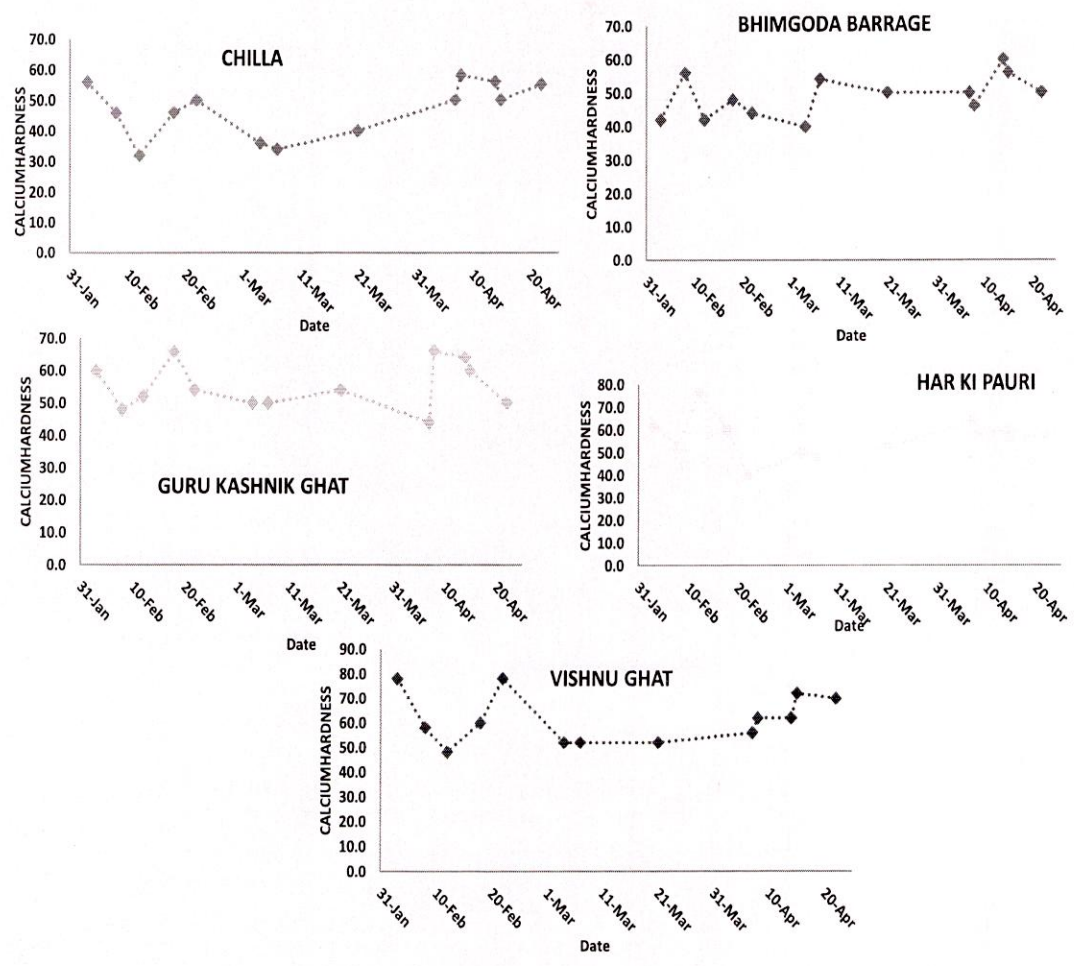 CHILLA
CALCIUMHARDNESS
70.0
60.0
50.0
40.0
30.0
20.0
10.0
0.0
31-Jan
10-Feb
20-Feb
1-Mar
11-Mar
21-Mar
31-Mar
10-Apr
20-Apr
Date
BHIMGODA BARRAGE
CALCIUMHARDNESS
70.0
60.0
50.0
40.0
30.0
20.0
10.0
0.0
31-Jan
10-Feb
20-Feb
1-Mar
11-Mar
21-Mar
31-Mar
10-Apr
20-Apr
Date
GURU KASHNIK GHAT
CALCIUMHARDNESS
70.0
60.0
50.0
40.0
30.0
20.0
10.0
0.0
31-Jan
10-Feb
20-Feb
1-Mar
11-Mar
21-Mar
31-Mar
10-Apr
20-Apr
Date
HAR KI PAURI
CALCIUMHARDNESS
80.0
70.0
60.0
50.0
40.0
30.0
20.0
10.0
0.0
31-Jan
10-Feb
20-Feb
1-Mar
11-Mar
21-Mar
31-Mar
10-Apr
20-Apr
Date
VISHNU GHAT
CALCIUMHARDNESS
90.0
80.0
70.0
60.0
50.0
40.0
30.0
20.0
10.0
0.0
31-Jan
10-Feb
20-Feb
1-Mar
11-Mar
21-Mar
31-Mar
10-Apr
20-Apr
Date